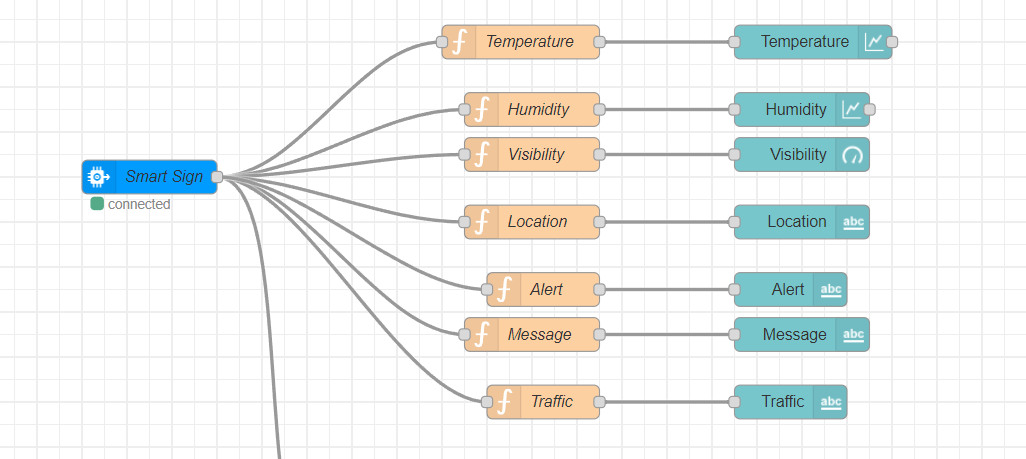 Temperature
Temperature
Humidity
Humidity
Visibility
Visibility
Smart Sign
connected
Location
Location
abc
Alert
Alert
abc
Message
Message
abc
Traffic
Traffic
abc